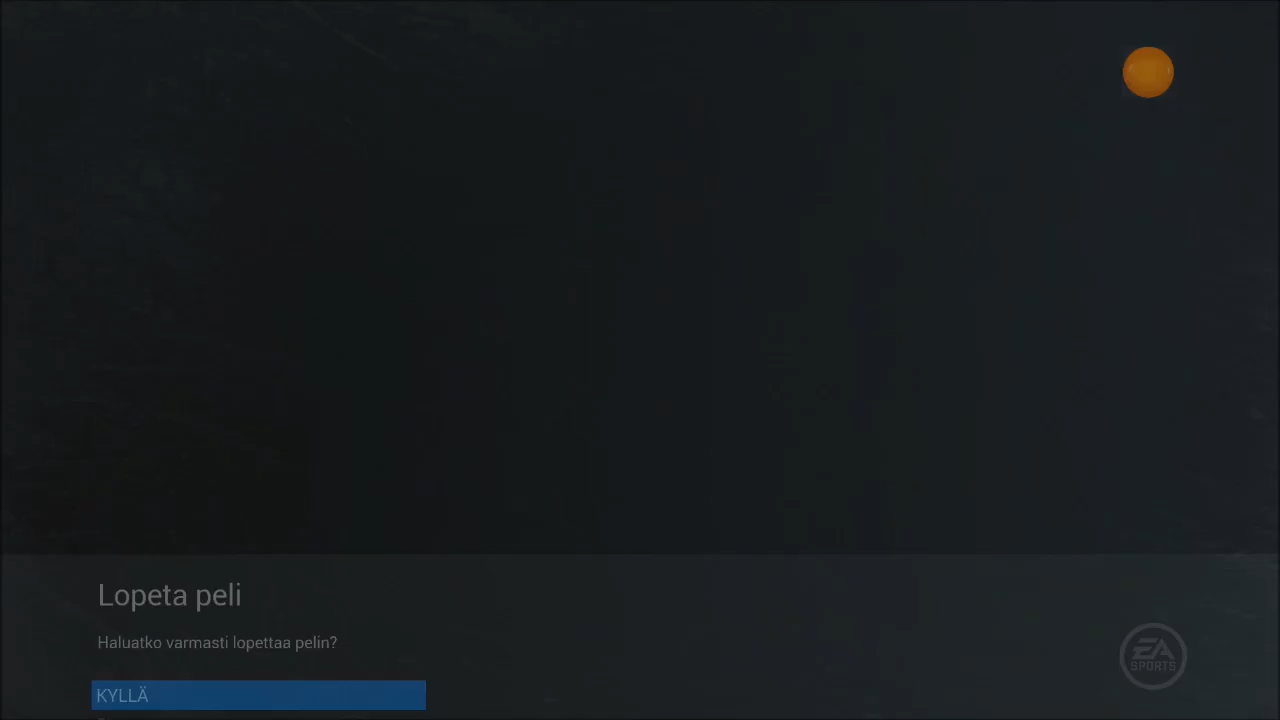 Lopeta peli
Haluatko varmasti lopettaa pelin?
KYLLÄ
EA
SPORTS